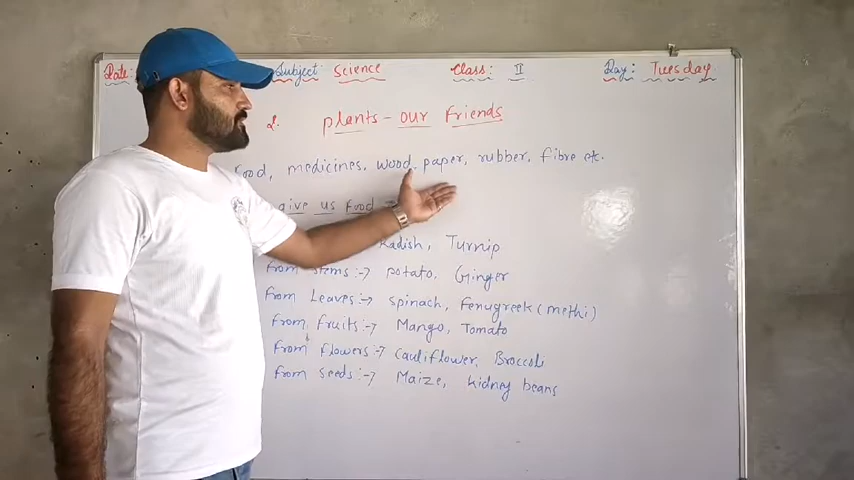 Date: Subject: Science Class: II Day: Tuesday
2. plants - our Friends
Food, medicines, wood, paper, rubber, fibre etc.
give us food :->
Radish, Turnip
From stems :-> potato, Ginger
From Leaves :-> spinach, Fenugreek (methi)
From fruits :-> Mango, Tomato
From flowers :-> Cauliflower, Broccoli
From seeds :-> Maize, kidney beans